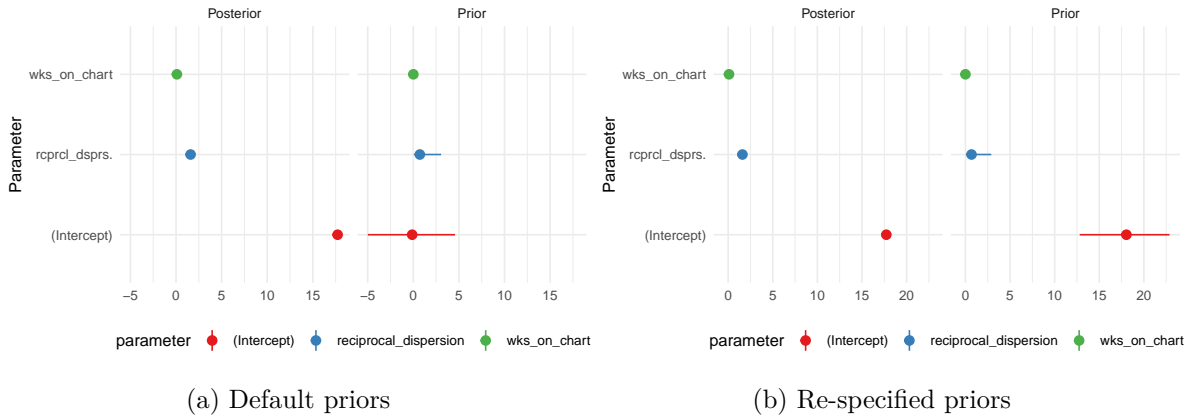 Posterior Prior
wks_on_chart
rcprcl_dsprs.
(Intercept)
Parameter
−5 0 5 10 15 −5 0 5 10 15
parameter (Intercept) reciprocal_dispersion wks_on_chart
(a) Default priors
Posterior Prior
wks_on_chart
rcprcl_dsprs.
(Intercept)
Parameter
0 5 10 15 20 0 5 10 15 20
parameter (Intercept) reciprocal_dispersion wks_on_chart
(b) Re-specified priors